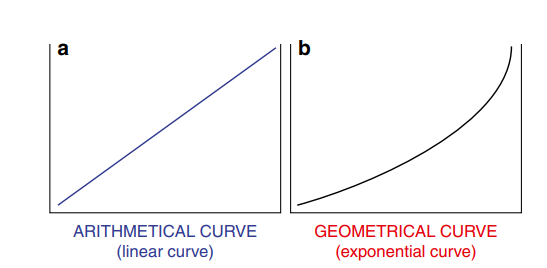 a
b
ARITHMETICAL CURVE
(linear curve)
GEOMETRICAL CURVE
(exponential curve)